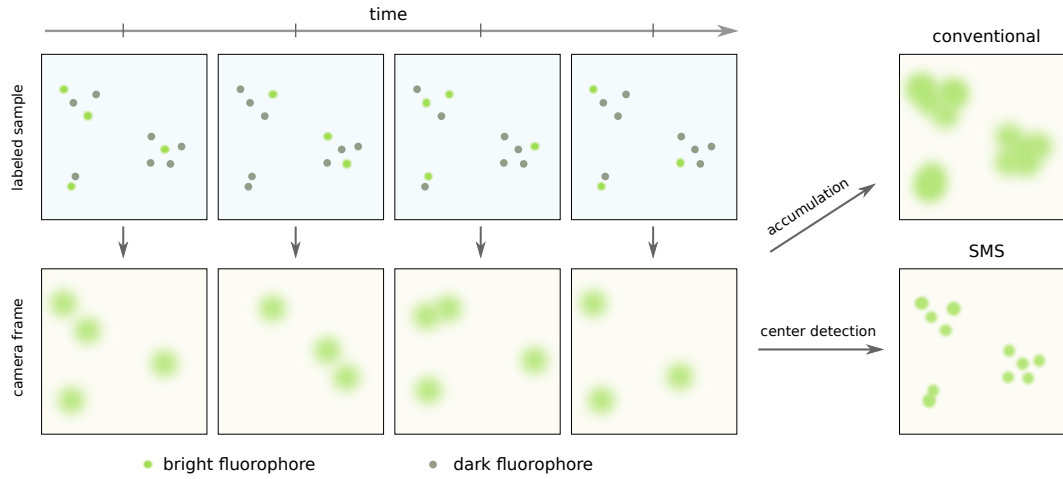 time
conventional
labeled sample
accumulation
SMS
camera frame
center detection
bright fluorophore
dark fluorophore